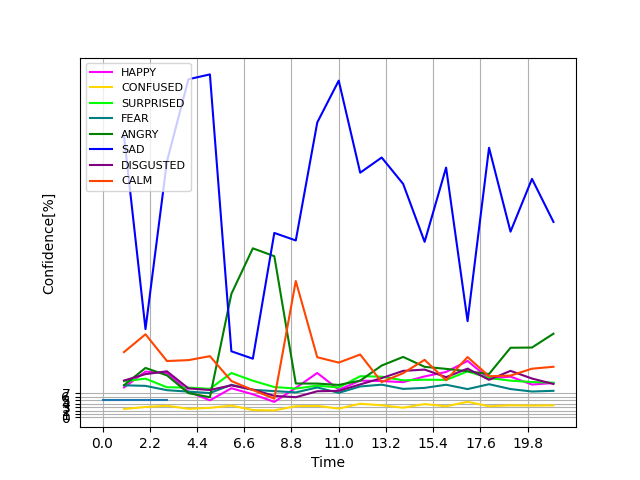 HAPPY
CONFUSED
SURPRISED
FEAR
ANGRY
SAD
DISGUSTED
CALM
Confidence[%]
0.0 2.2 4.4 6.6 8.8 11.0 13.2 15.4 17.6 19.8
Time